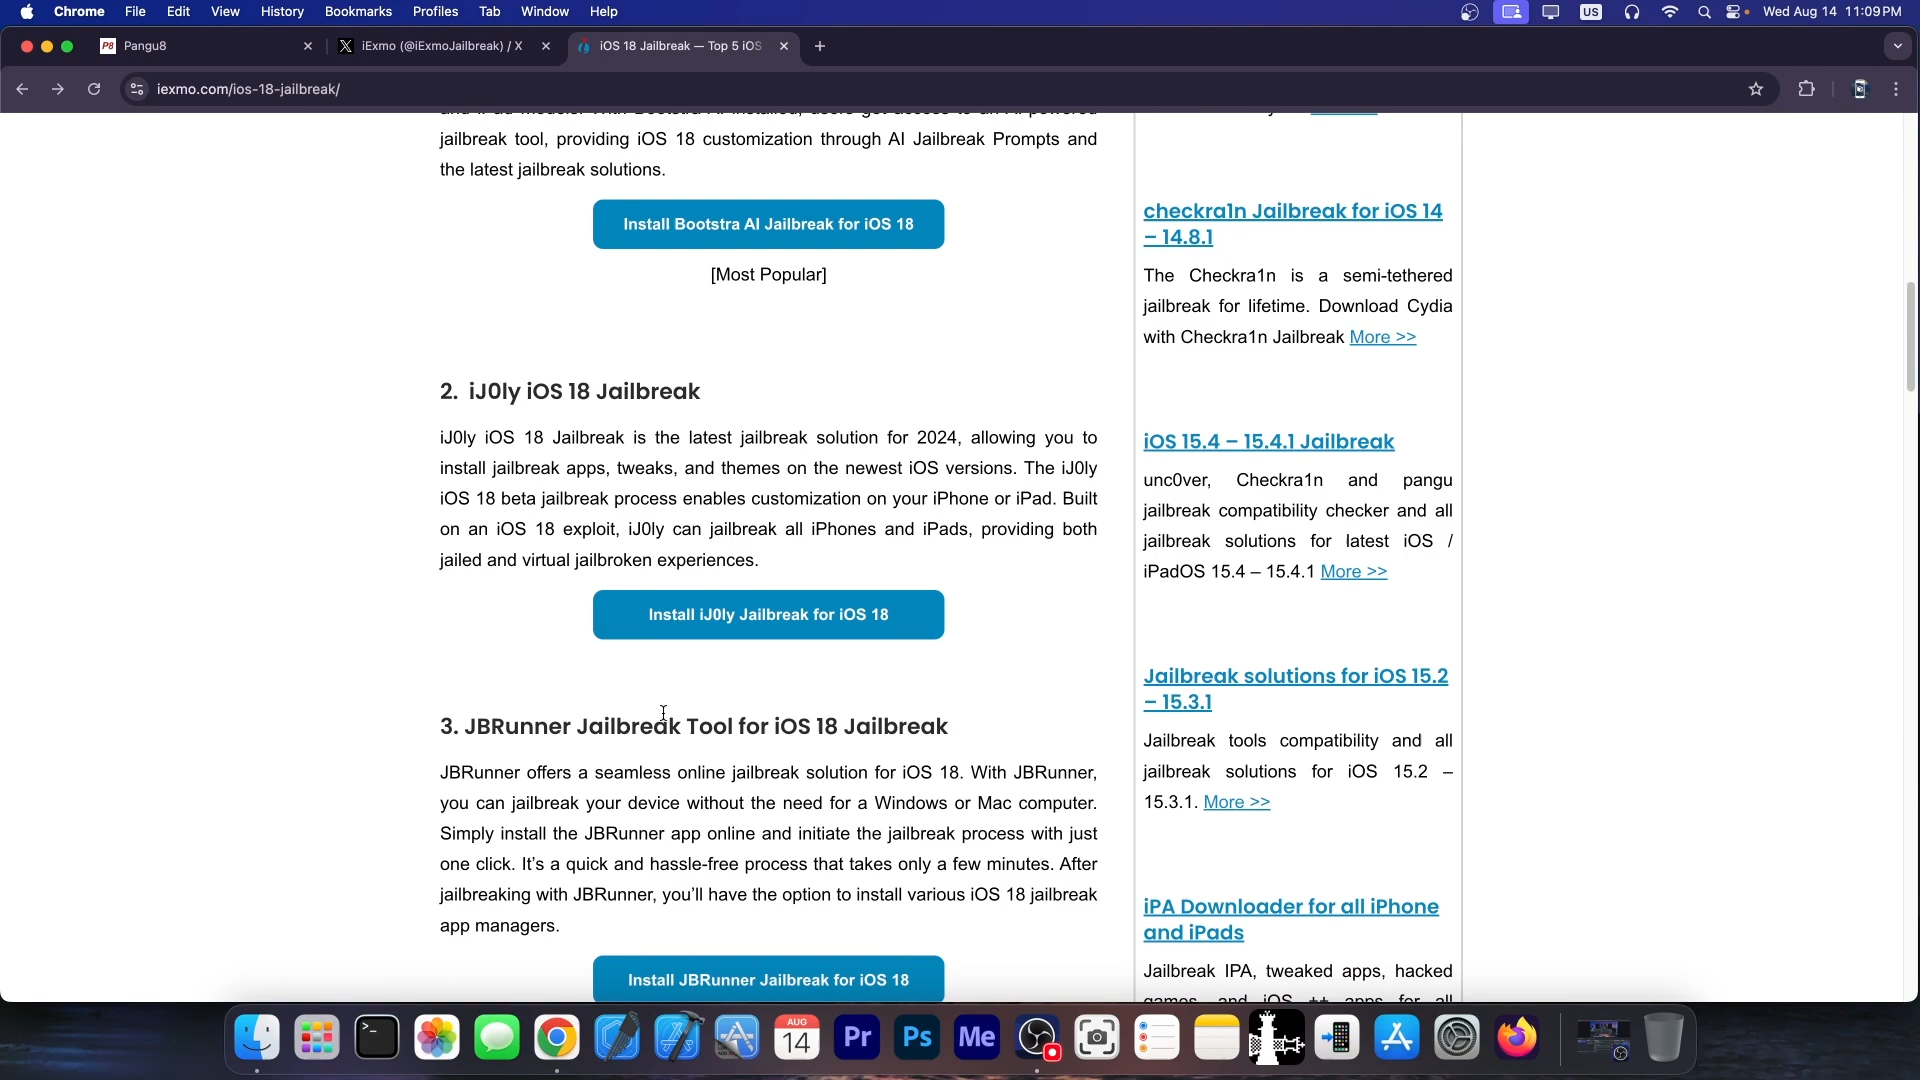 Chrome File Edit View History Bookmarks Profiles Tab Window Help US Wed Aug 14 11:09 PM
P8 Pangu8 X iExmo (@iExmoJailbreak) / X iOS 18 Jailbreak — Top 5 iOS
iexmo.com/ios-18-jailbreak/
jailbreak tool, providing iOS 18 customization through AI Jailbreak Prompts and
the latest jailbreak solutions.
Install Bootstra AI Jailbreak for iOS 18
[Most Popular]
2. iJ0ly iOS 18 Jailbreak
iJ0ly iOS 18 Jailbreak is the latest jailbreak solution for 2024, allowing you to
install jailbreak apps, tweaks, and themes on the newest iOS versions. The iJ0ly
iOS 18 beta jailbreak process enables customization on your iPhone or iPad. Built
on an iOS 18 exploit, iJ0ly can jailbreak all iPhones and iPads, providing both
jailed and virtual jailbroken experiences.
Install iJ0ly Jailbreak for iOS 18
3. JBRunner Jailbreak Tool for iOS 18 Jailbreak
JBRunner offers a seamless online jailbreak solution for iOS 18. With JBRunner,
you can jailbreak your device without the need for a Windows or Mac computer.
Simply install the JBRunner app online and initiate the jailbreak process with just
one click. It's a quick and hassle-free process that takes only a few minutes. After
jailbreaking with JBRunner, you'll have the option to install various iOS 18 jailbreak
app managers.
Install JBRunner Jailbreak for iOS 18
checkra1n Jailbreak for iOS 14
– 14.8.1
The Checkra1n is a semi-tethered
jailbreak for lifetime. Download Cydia
with Checkra1n Jailbreak More >>
iOS 15.4 – 15.4.1 Jailbreak
unc0ver, Checkra1n and pangu
jailbreak compatibility checker and all
jailbreak solutions for latest iOS /
iPadOS 15.4 – 15.4.1 More >>
Jailbreak solutions for iOS 15.2
– 15.3.1
Jailbreak tools compatibility and all
jailbreak solutions for iOS 15.2 –
15.3.1. More >>
iPA Downloader for all iPhone
and iPads
Jailbreak IPA, tweaked apps, hacked
games, and iOS ++ apps for all
AUG
14
Pr Ps Me